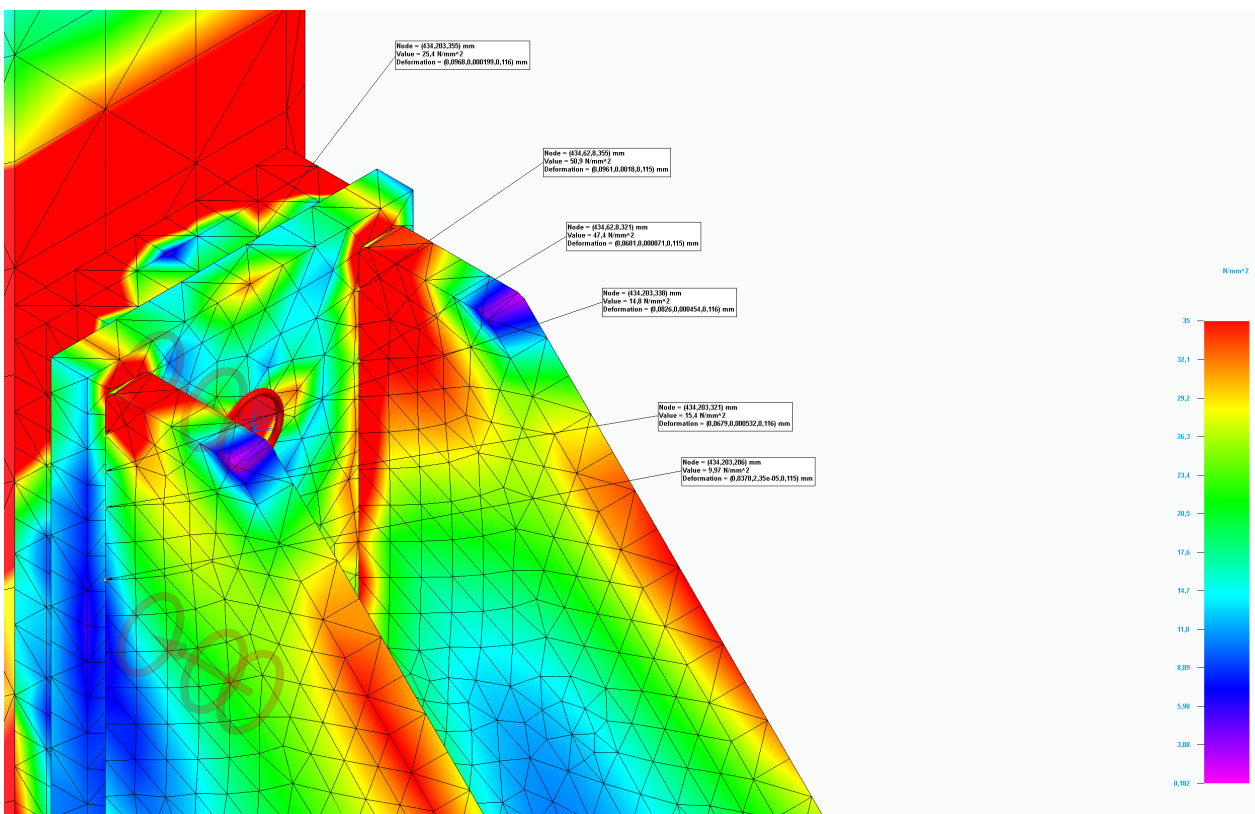 Node = (434,203,355) mm
Value = 25,4 N/mm^2
Deformation = (0,0968,0,000199,0,116) mm
Node = (434,62,8,355) mm
Value = 50,9 N/mm^2
Deformation = (0,0961,0,0018,0,115) mm
Node = (434,62,8,321) mm
Value = 47,4 N/mm^2
Deformation = (0,0681,0,000871,0,115) mm
N/mm^2
Node = (434,203,338) mm
Value = 14,8 N/mm^2
Deformation = (0,0826,0,000454,0,116) mm
35
32,1
29,2
Node = (434,203,321) mm
Value = 15,4 N/mm^2
Deformation = (0,0679,0,000532,0,116) mm
26,3
Node = (434,203,286) mm
Value = 9,97 N/mm^2
Deformation = (0,0378,2,35e-05,0,115) mm
23,4
20,5
17,6
14,7
11,8
8,89
5,98
3,08
0,182